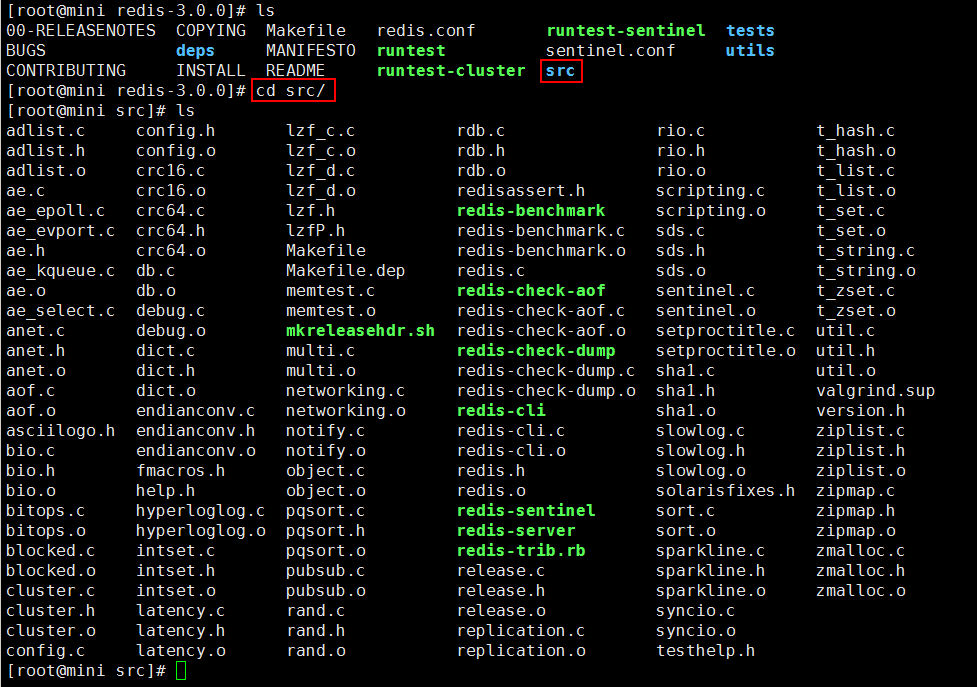 [root@mini redis-3.0.0]# ls
00-RELEASENOTES COPYING Makefile redis.conf runtest-sentinel tests
BUGS deps MANIFESTO runtest sentinel.conf utils
CONTRIBUTING INSTALL README runtest-cluster src
[root@mini redis-3.0.0]# cd src/
[root@mini src]# ls
adlist.c config.h lzf_c.c rdb.c rio.c t_hash.c
adlist.h config.o lzf_c.o rdb.h rio.h t_hash.o
adlist.o crc16.c lzf_d.c rdb.o rio.o t_list.c
ae.c crc16.o lzf_d.o redisassert.h scripting.c t_list.o
ae_epoll.c crc64.c lzf.h redis-benchmark scripting.o t_set.c
ae_evport.c crc64.h lzfP.h redis-benchmark.c sds.c t_set.o
ae.h crc64.o Makefile redis-benchmark.o sds.h t_string.c
ae_kqueue.c db.c Makefile.dep redis.c sds.o t_string.o
ae.o db.o memtest.c redis-check-aof sentinel.c t_zset.c
ae_select.c debug.c memtest.o redis-check-aof.c sentinel.o t_zset.o
anet.c debug.o mkreleasehdr.sh redis-check-aof.o setproctitle.c util.c
anet.h dict.c multi.c redis-check-dump setproctitle.o util.h
anet.o dict.h multi.o redis-check-dump.c sha1.c util.o
aof.c dict.o networking.c redis-check-dump.o sha1.h valgrind.sup
aof.o endianconv.c networking.o redis-cli sha1.o version.h
asciilogo.h endianconv.h notify.c redis-cli.c slowlog.c ziplist.c
bio.c endianconv.o notify.o redis-cli.o slowlog.h ziplist.h
bio.h fmacros.h object.c redis.h slowlog.o ziplist.o
bio.o help.h object.o redis.o solarisfixes.h zipmap.c
bitops.c hyperloglog.c pqsort.c redis-sentinel sort.c zipmap.h
bitops.o hyperloglog.o pqsort.h redis-server sort.o zipmap.o
blocked.c intset.c pqsort.o redis-trib.rb sparkline.c zmalloc.c
blocked.o intset.h pubsub.c release.c sparkline.h zmalloc.h
cluster.c intset.o pubsub.o release.h sparkline.o zmalloc.o
cluster.h latency.c rand.c release.o syncio.c
cluster.o latency.h rand.h replication.c syncio.o
config.c latency.o rand.o replication.o testhelp.h
[root@mini src]#